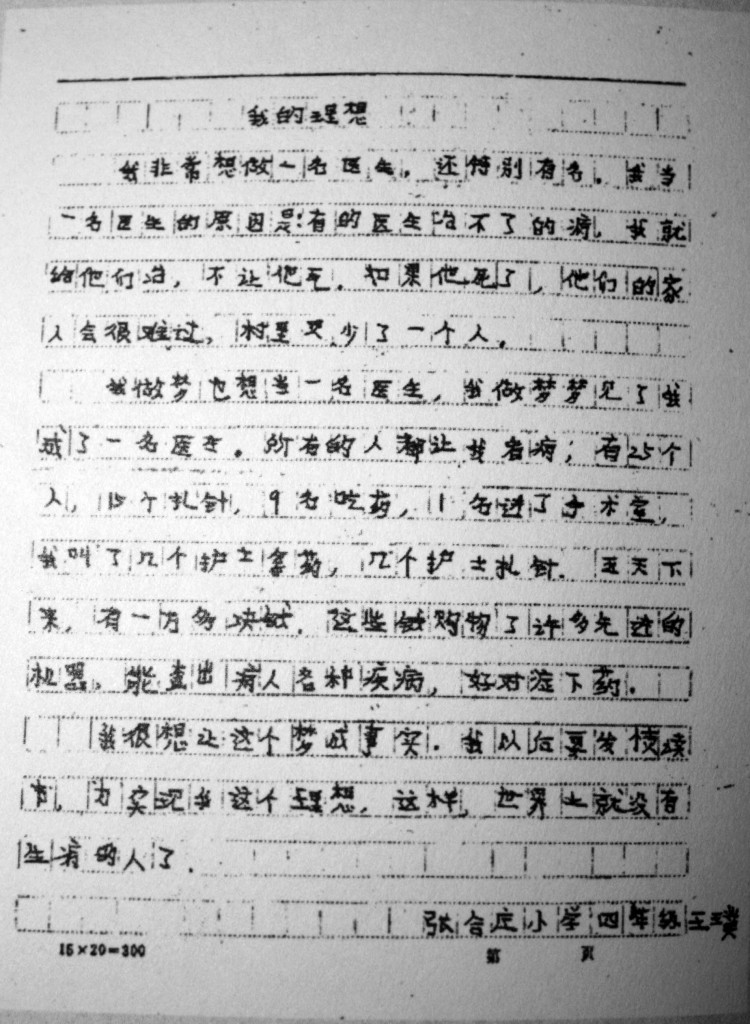 我的理想
我非常想做一名医生，还特别有名。我当
一名医生的原因是：有的医生治不了的病，我就
给他们治，不让他死。如果他死了，他们的家
人会很难过，村里又少了一个人。
我做梦也想当一名医生，我做梦梦见了我
成了一名医生。所有的人都让我看病；有25个
人，15个扎针，9名吃药，1名进了手术室，
我叫了几个护士拿药，几个护士扎针。五天下
来，有一万多块钱，这些钱购物了许多先进的
机器，能查出病人各种疾病，好对症下药。
我很想让这个梦成事实。我以后要发愤读
书，为实现我这个理想，这样，世界上就没有
生病的人了。
张合庄小学四年级王璞
15×20=300 第 页